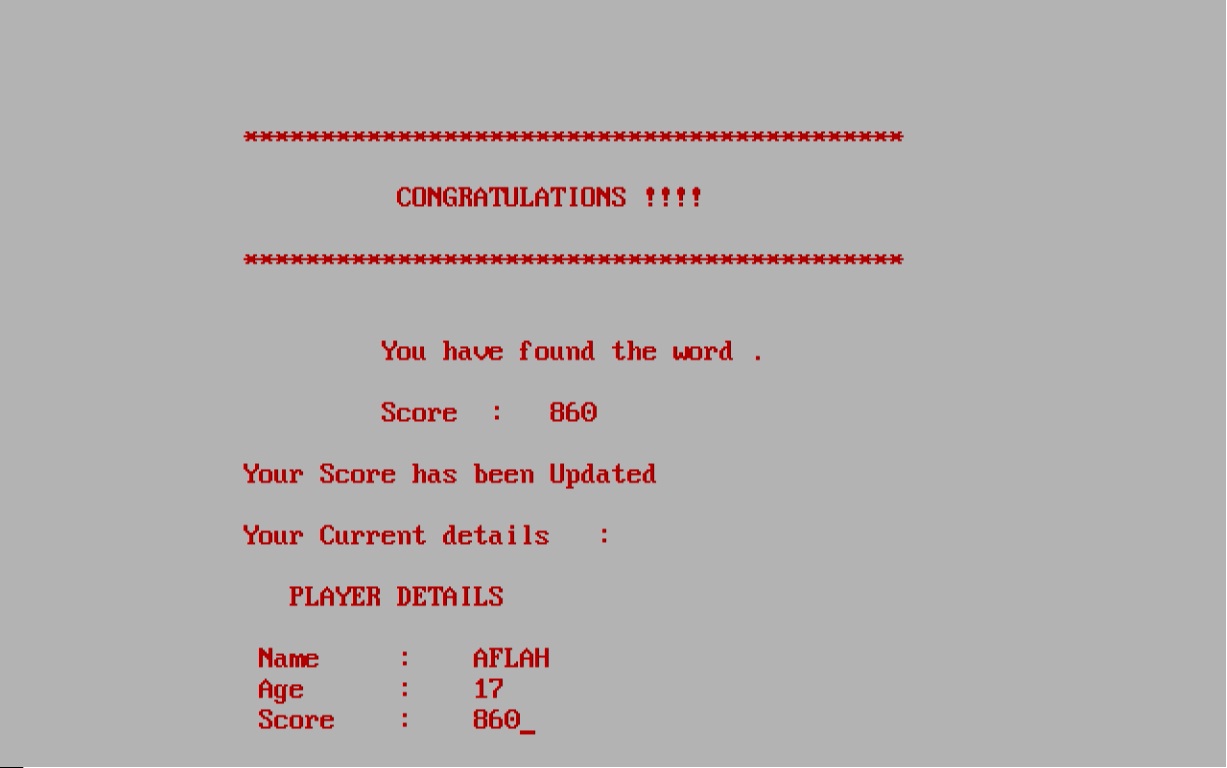 *******************************************
CONGRATULATIONS !!!!
*******************************************
You have found the word .
Score : 860
Your Score has been Updated
Your Current details :
PLAYER DETAILS
Name : AFLAH
Age : 17
Score : 860_